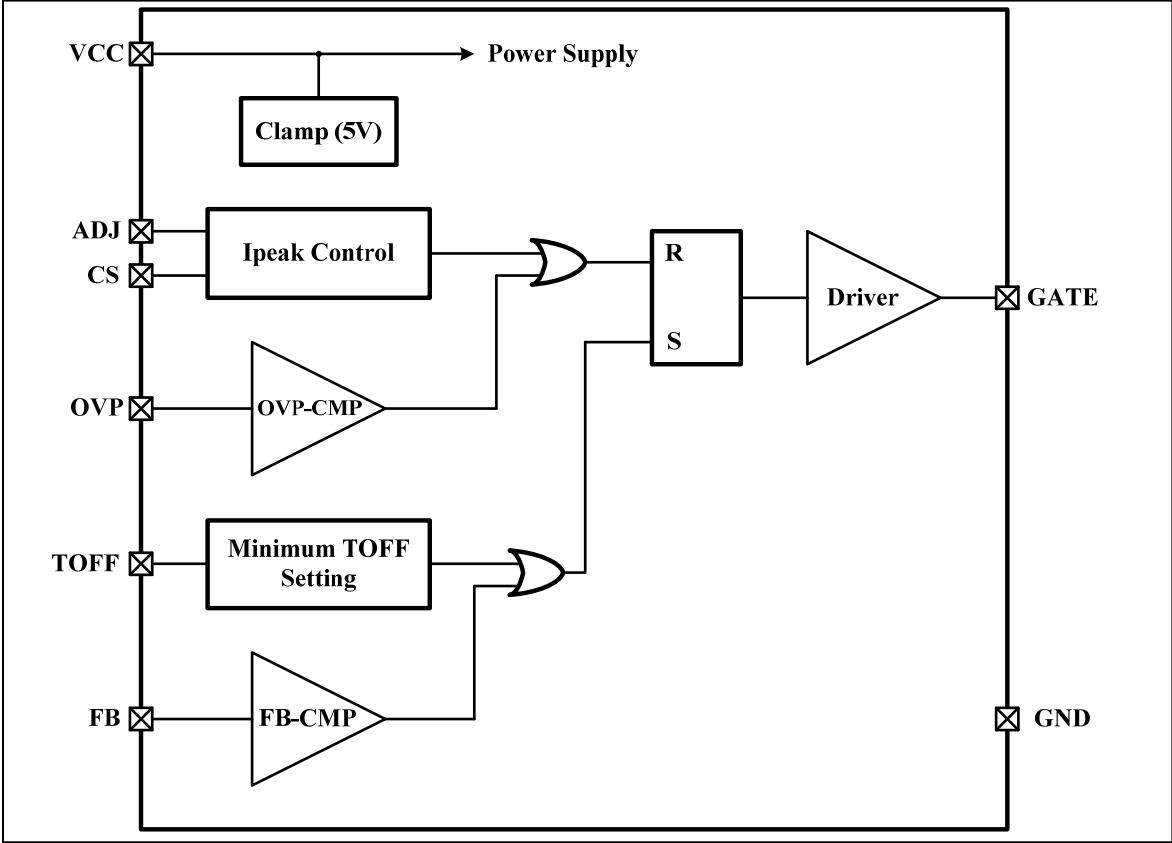 VCC
Power Supply
Clamp (5V)
ADJ
Ipeak Control
CS
R
Driver
GATE
S
OVP
OVP-CMP
TOFF
Minimum TOFF
Setting
FB
FB-CMP
GND